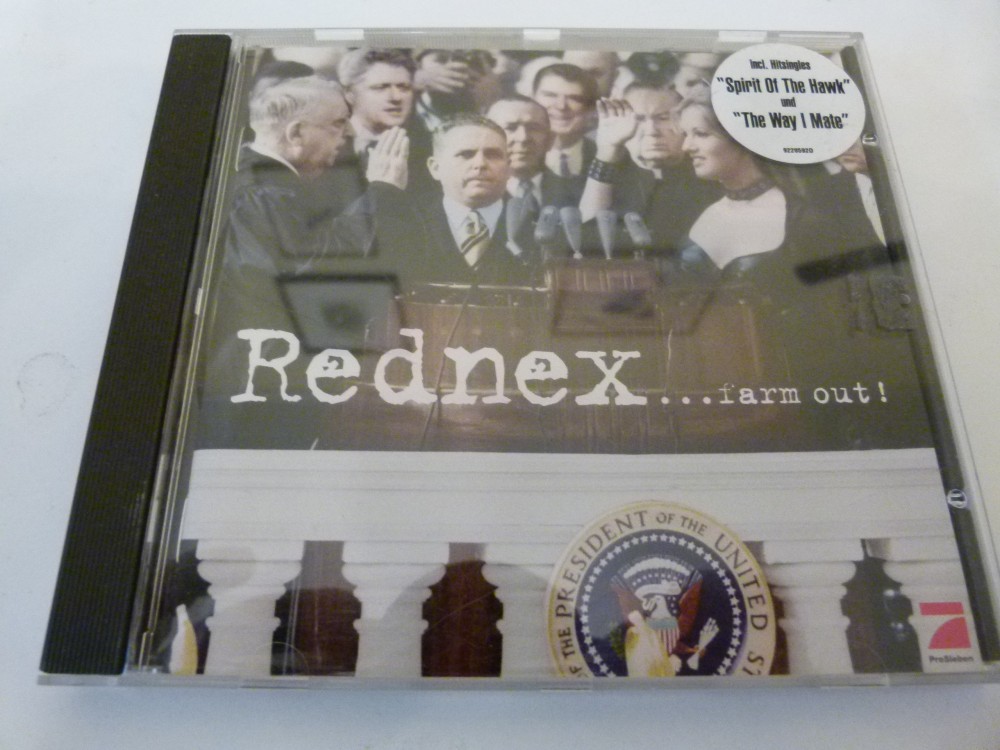 incl. Hitsingles
"Spirit Of The Hawk"
und
"The Way I Mate"
Rednex...farm out!
OF THE PRESIDENT OF THE UNITED ST
ProSieben